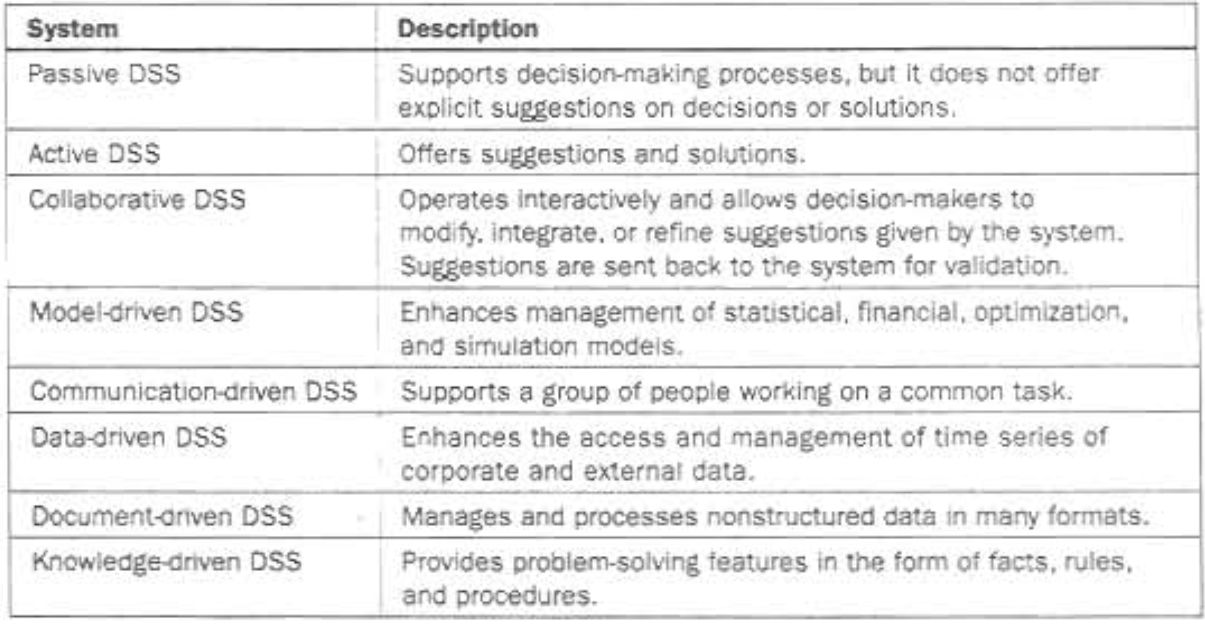 System Description
Passive DSS Supports decision-making processes, but it does not offer
explicit suggestions on decisions or solutions.
Active DSS Offers suggestions and solutions.
Collaborative DSS Operates interactively and allows decision-makers to
modify, integrate, or refine suggestions given by the system.
Suggestions are sent back to the system for validation.
Model-driven DSS Enhances management of statistical, financial, optimization,
and simulation models.
Communication-driven DSS Supports a group of people working on a common task.
Data-driven DSS Enhances the access and management of time series of
corporate and external data.
Document-driven DSS Manages and processes nonstructured data in many formats.
Knowledge-driven DSS Provides problem-solving features in the form of facts, rules,
and procedures.